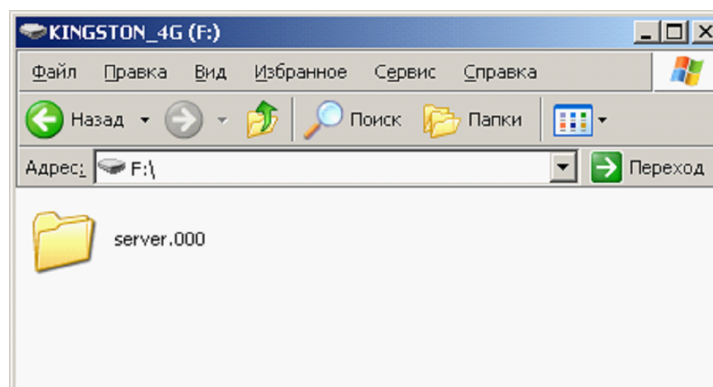 KINGSTON_4G (F:)
Файл Правка Вид Избранное Сервис Справка
Назад Поиск Папки
Адрес: F:\ Переход
server.000